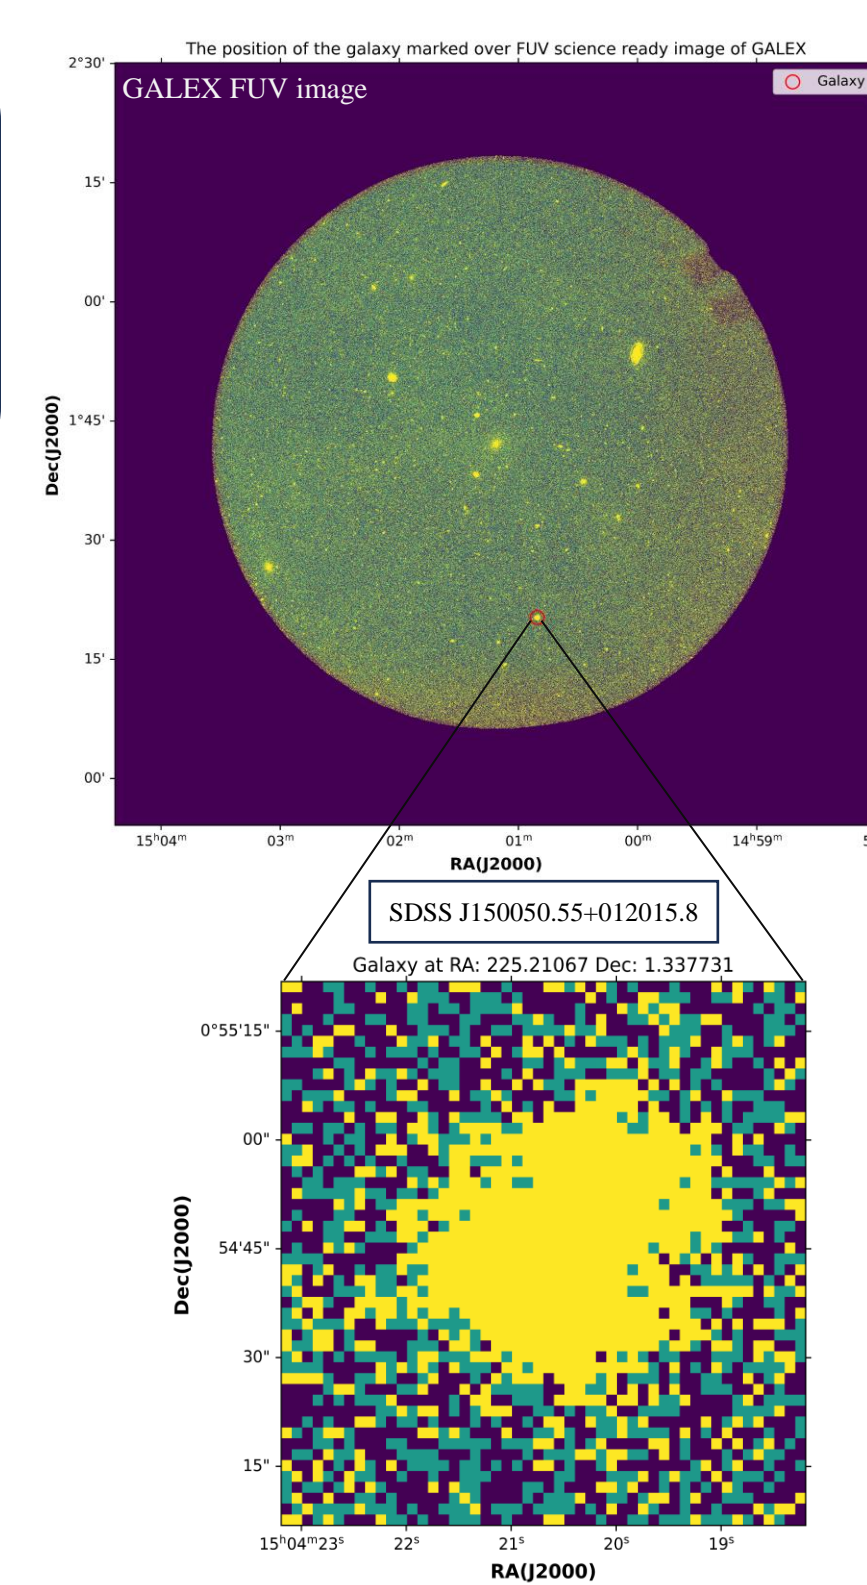 The position of the galaxy marked over FUV science ready image of GALEX
2°30'
GALEX FUV image
Galaxy
15'
00'
1°45'
Dec(J2000)
30'
15'
00'
15ʰ04ᵐ 03ᵐ 02ᵐ 01ᵐ 00ᵐ 14ʰ59ᵐ 5
RA(J2000)
SDSS J150050.55+012015.8
Galaxy at RA: 225.21067 Dec: 1.337731
0°55'15"
00"
54'45"
Dec(J2000)
30"
15"
15ʰ04ᵐ23ˢ 22ˢ 21ˢ 20ˢ 19ˢ
RA(J2000)